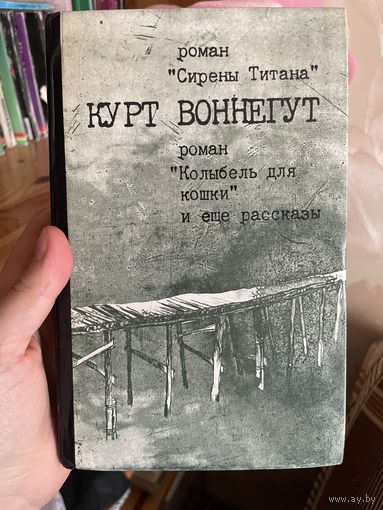 роман
"Сирены Титана"
КУРТ ВОННЕГУТ
роман
"Колыбель для
кошки"
и еще рассказы
www.ay.by